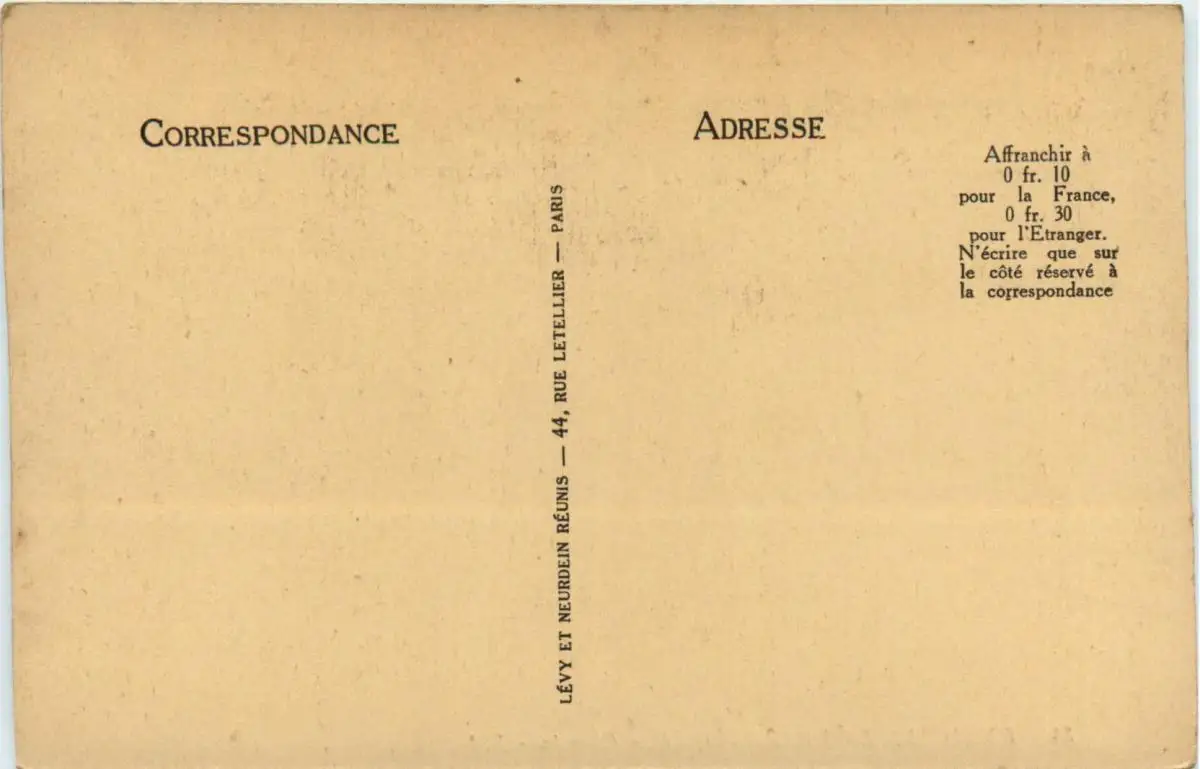 CORRESPONDANCE
LÉVY ET NEURDEIN RÉUNIS — 44, RUE LETELLIER — PARIS
ADRESSE
Affranchir à
0 fr. 10
pour la France,
0 fr. 30
pour l'Etranger.
N'écrire que sur
le côté réservé à
la correspondance